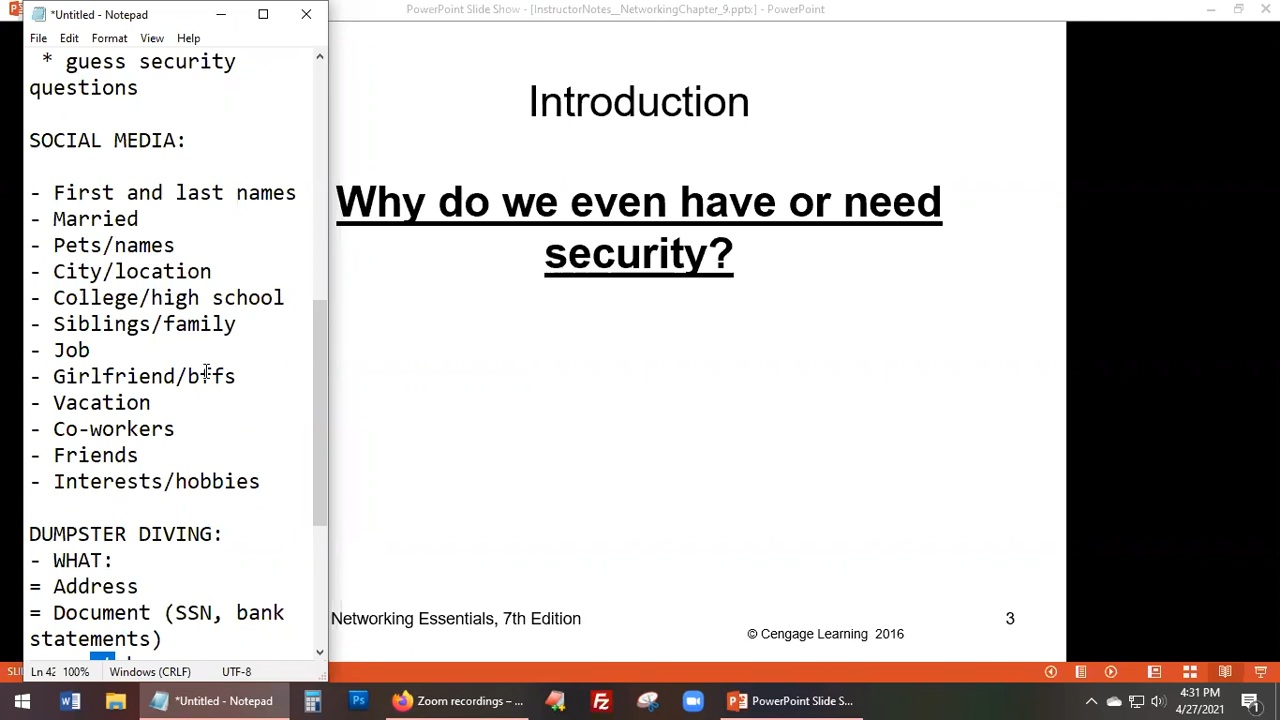 *Untitled - Notepad
PowerPoint Slide Show - [InstructorNotes__NetworkingChapter_9.pptx] - PowerPoint
File Edit Format View Help
* guess security
questions
SOCIAL MEDIA:
- First and last names
- Married
- Pets/names
- City/location
- College/high school
- Siblings/family
- Job
- Girlfriend/bffs
- Vacation
- Co-workers
- Friends
- Interests/hobbies
DUMPSTER DIVING:
- WHAT:
= Address
= Document (SSN, bank
statements)
Ln 42 100% Windows (CRLF) UTF-8
Introduction
Why do we even have or need
security?
Networking Essentials, 7th Edition
© Cengage Learning 2016
3
*Untitled - Notepad
Zoom recordings – ...
PowerPoint Slide S...
4:31 PM
4/27/2021